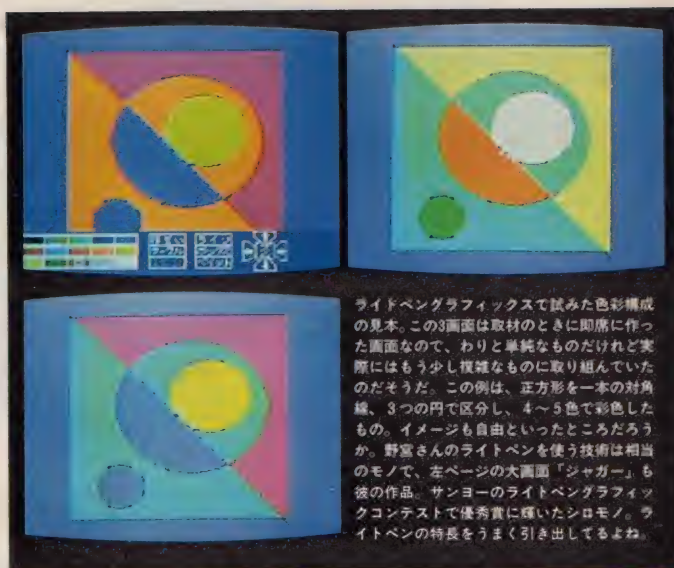 ライトペングラフィックスで試みた色彩構成
の見本。この3画面は取材のときに即席に作っ
た画面なので、わりと単純なものだけれど実
際にはもう少し複雑なものに取り組んでいた
のだそうだ。この例は、正方形を一本の対角
線、3つの円で区分し、4〜5色で彩色した
もの。イメージも自由といったところだろう
か。野室さんのライトペンを使う技術は相当
のモノで、左ページの大画面「ジャガー」も
彼の作品。サンヨーのライトペングラフィッ
クコンテストで優秀賞に輝いたシロモノ。ラ
イトペンの特長をうまく引き出してるよね。